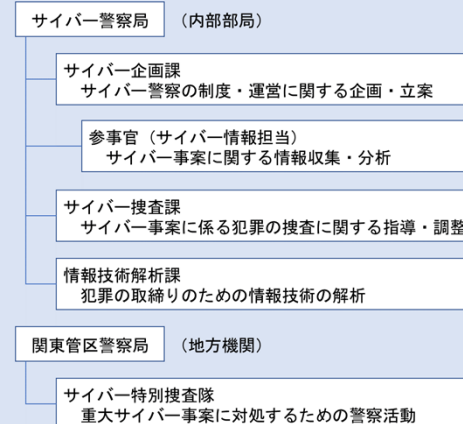 サイバー警察局 （内部部局）
サイバー企画課
サイバー警察の制度・運営に関する企画・立案
参事官（サイバー情報担当）
サイバー事案に関する情報収集・分析
サイバー捜査課
サイバー事案に係る犯罪の捜査に関する指導・調整
情報技術解析課
犯罪の取締りのための情報技術の解析
関東管区警察局 （地方機関）
サイバー特別捜査隊
重大サイバー事案に対処するための警察活動